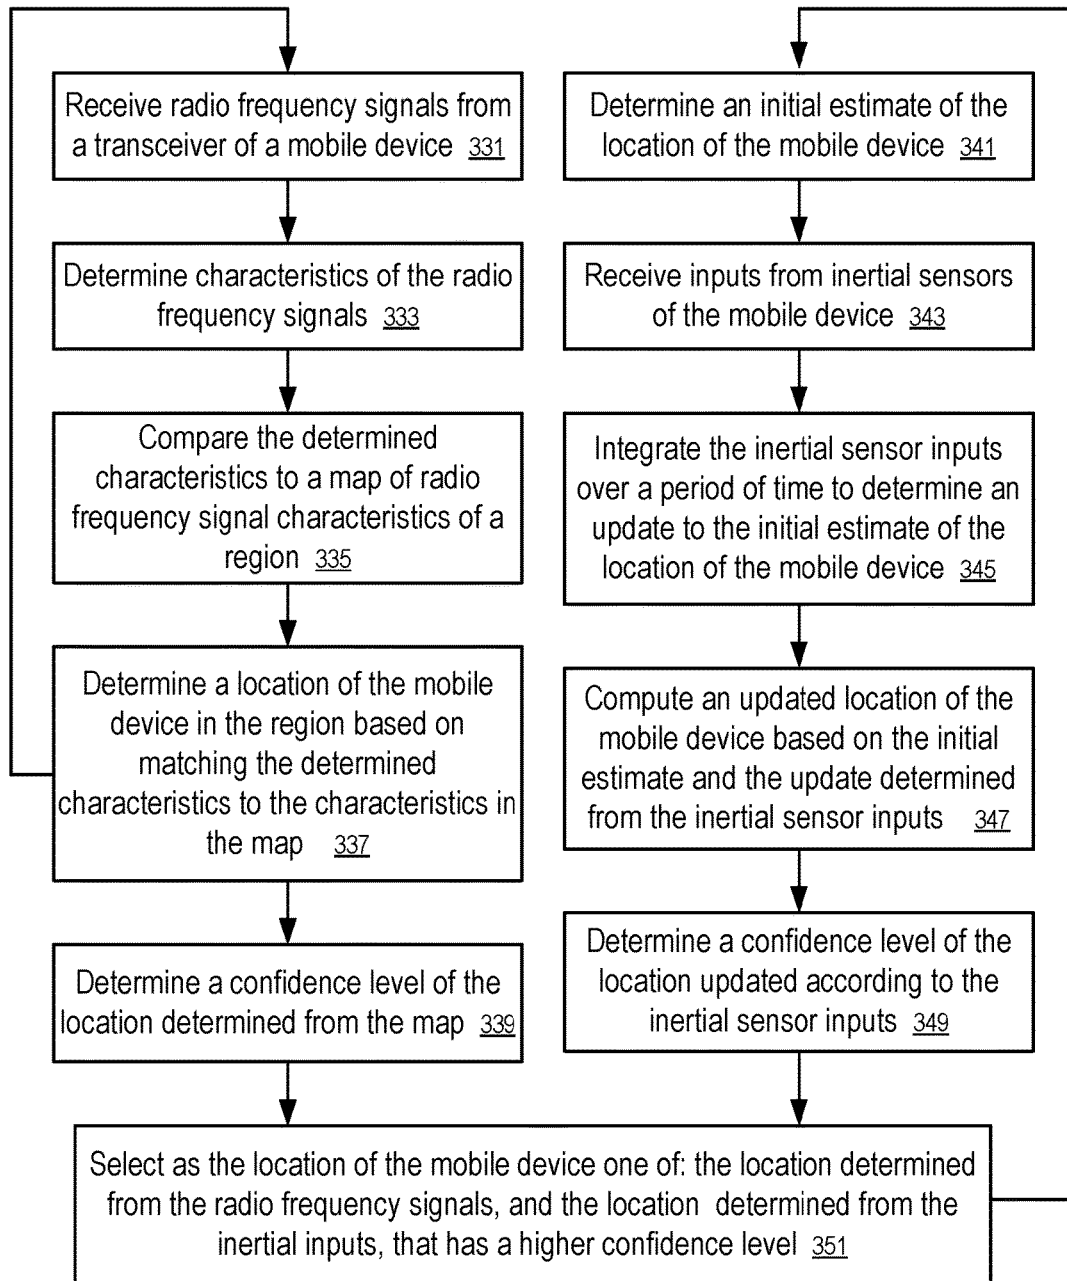 Receive radio frequency signals from
a transceiver of a mobile device 331
Determine characteristics of the radio
frequency signals 333
Compare the determined
characteristics to a map of radio
frequency signal characteristics of a
region 335
Determine a location of the mobile
device in the region based on
matching the determined
characteristics to the characteristics in
the map 337
Determine a confidence level of the
location determined from the map 339
Determine an initial estimate of the
location of the mobile device 341
Receive inputs from inertial sensors
of the mobile device 343
Integrate the inertial sensor inputs
over a period of time to determine an
update to the initial estimate of the
location of the mobile device 345
Compute an updated location of the
mobile device based on the initial
estimate and the update determined
from the inertial sensor inputs 347
Determine a confidence level of the
location updated according to the
inertial sensor inputs 349
Select as the location of the mobile device one of: the location determined
from the radio frequency signals, and the location determined from the
inertial inputs, that has a higher confidence level 351